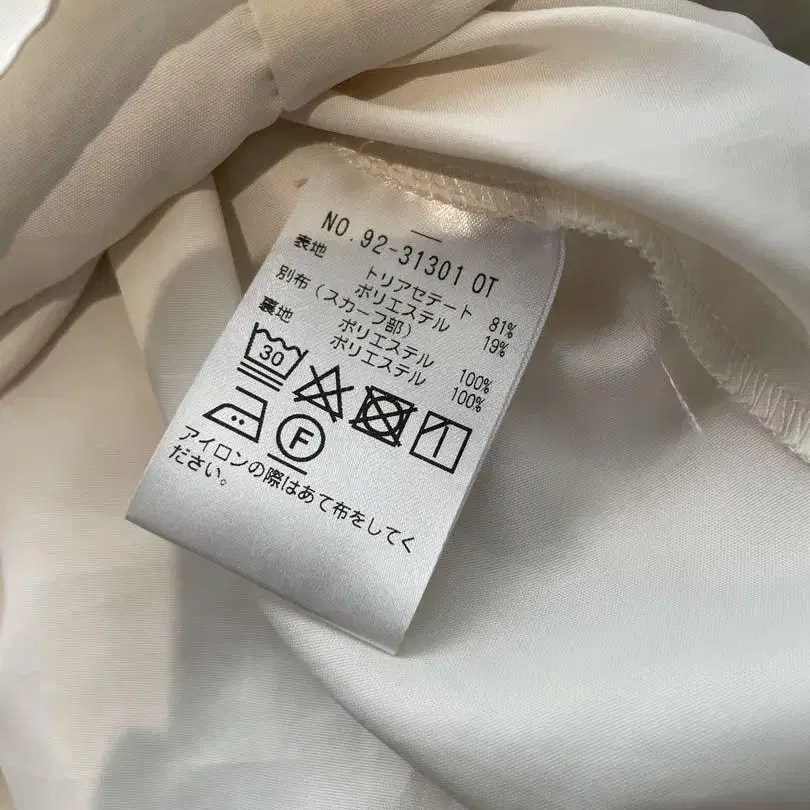 NO.92-31301 OT
表地 トリアセテート 81%
ポリエステル 19%
別布(スカーフ部)
ポリエステル 100%
裏地 ポリエステル 100%
30
F
アイロンの際はあて布をしてく
ださい。